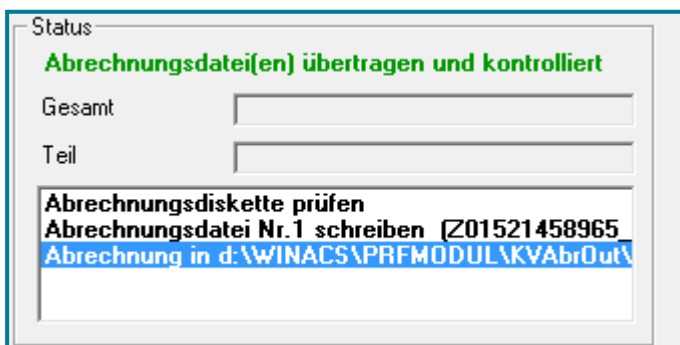 Status
Abrechnungsdatei(en) übertragen und kontrolliert
Gesamt
Teil
Abrechnungsdiskette prüfen
Abrechnungsdatei Nr.1 schreiben (Z01521458965_
Abrechnung in d:\WINACS\PRFMODUL\KVAbrOut\